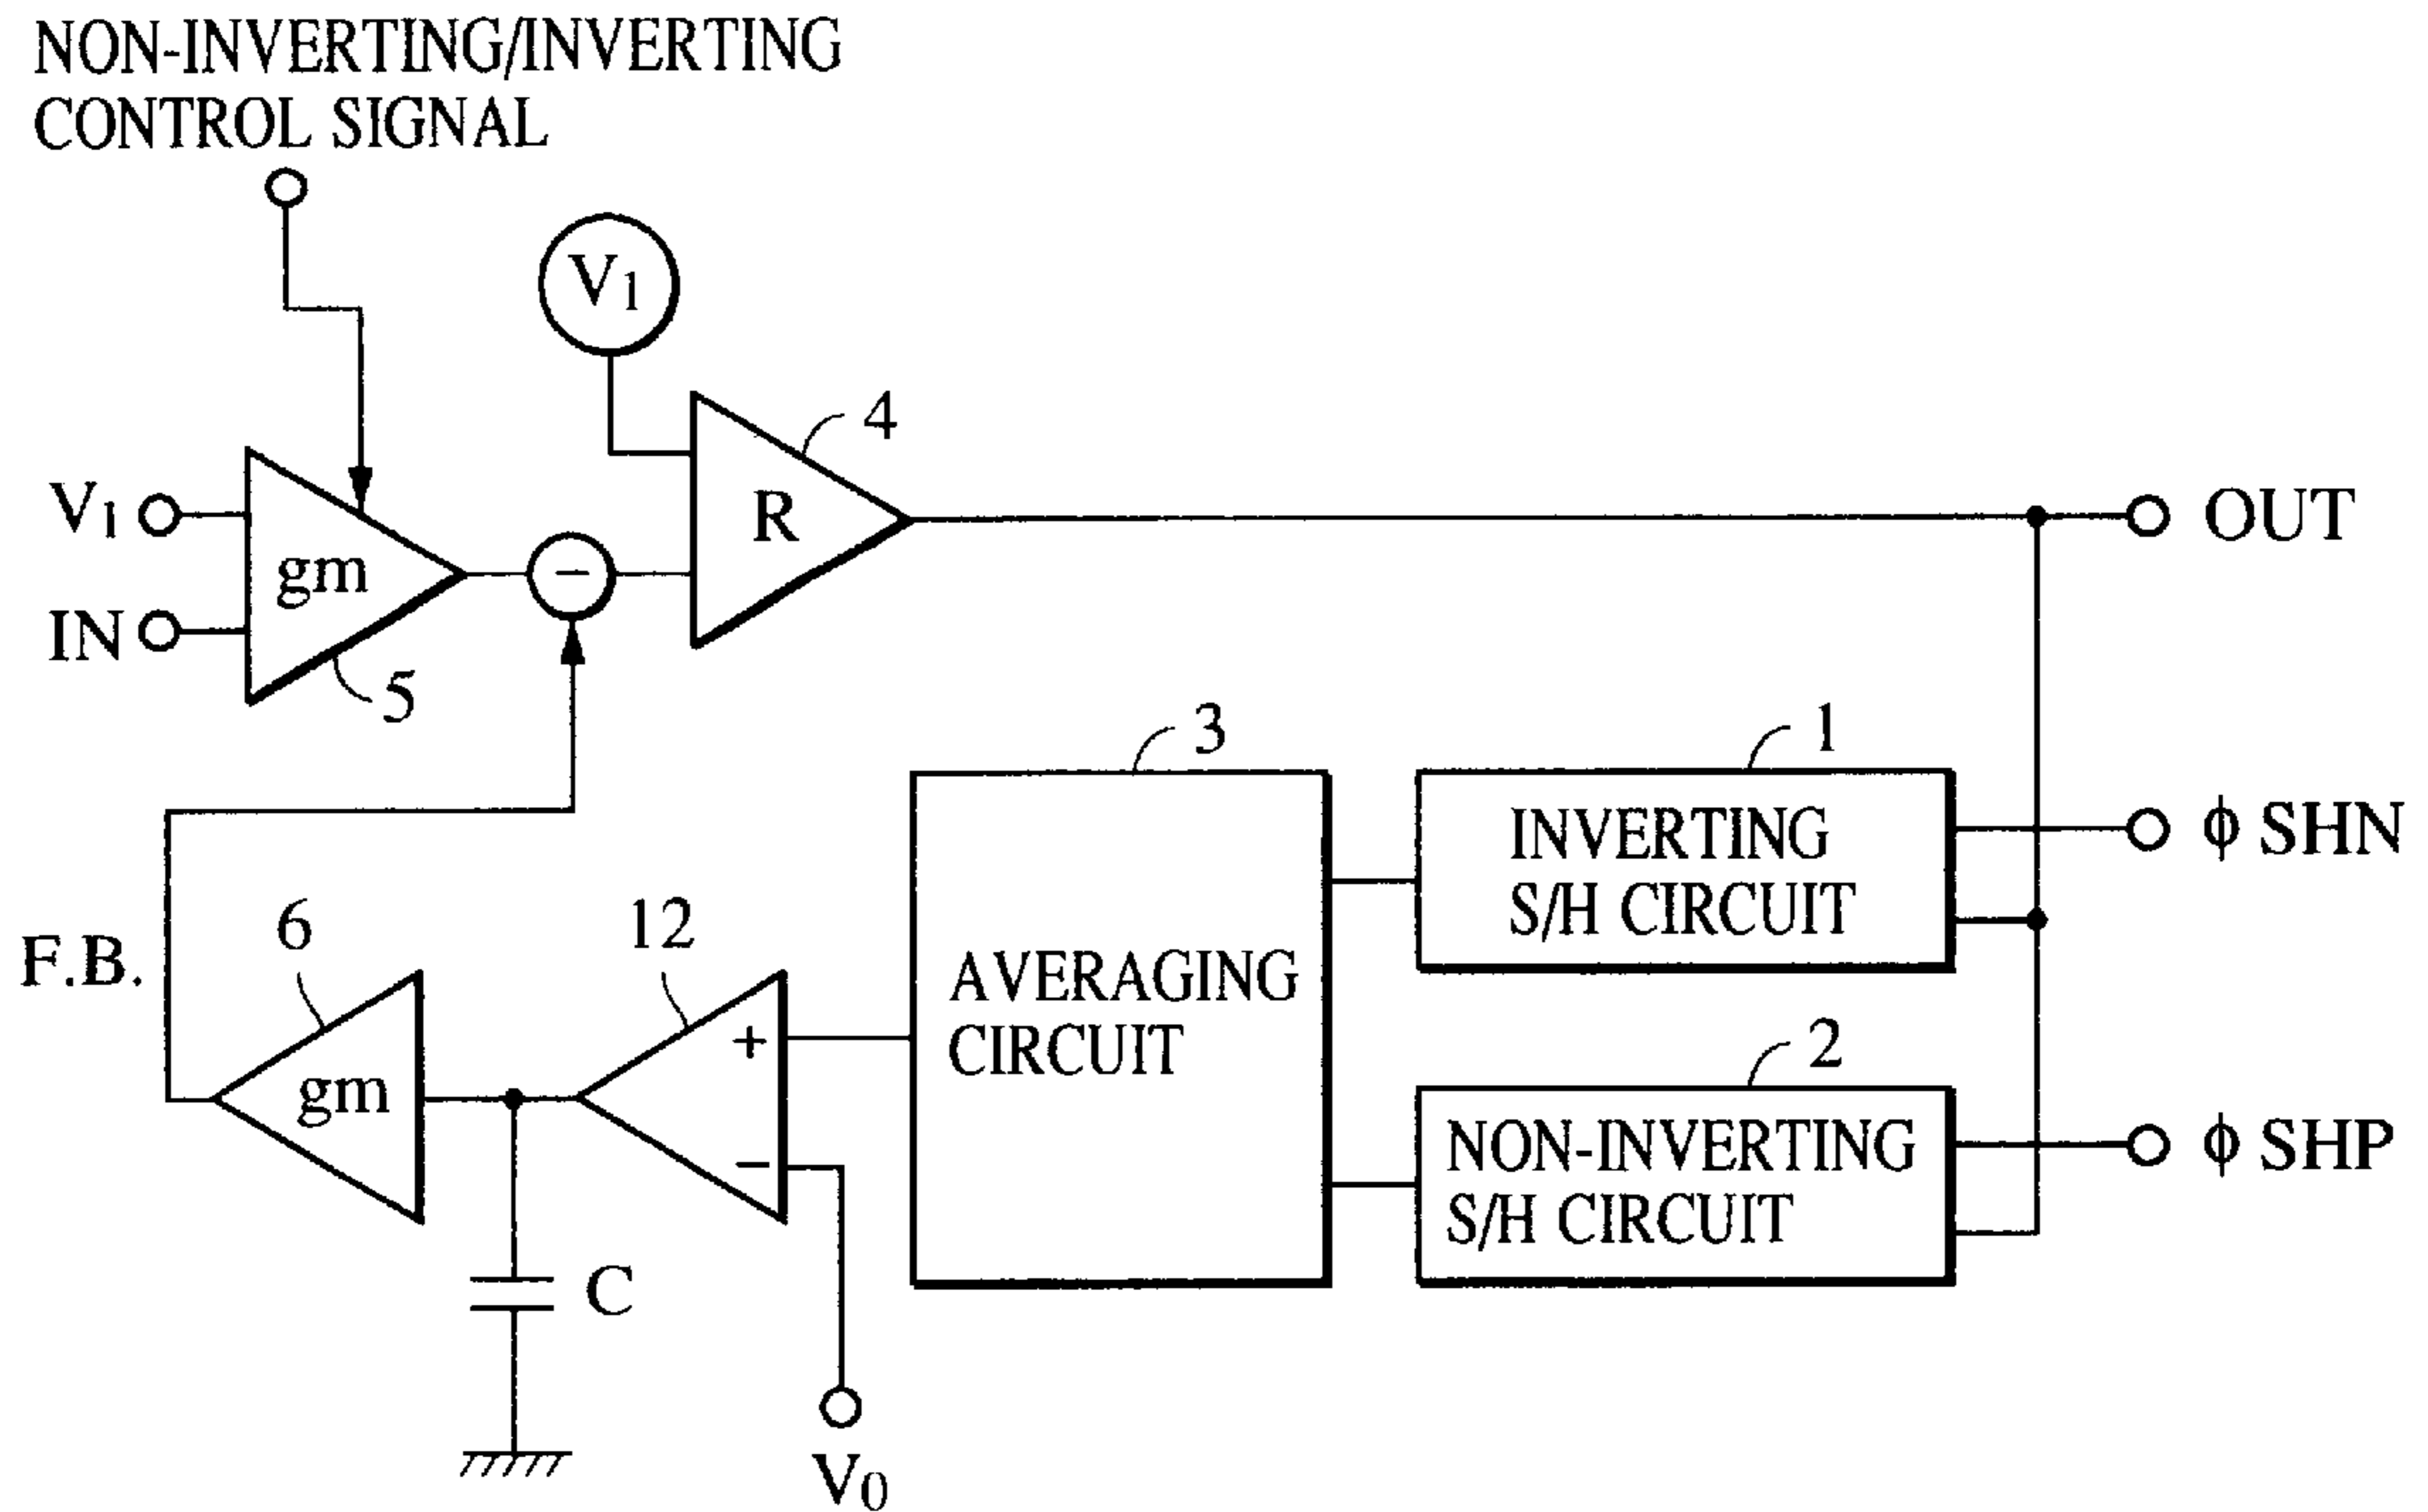 NON-INVERTING/INVERTING
CONTROL SIGNAL
V1
4
V1
gm
−
R
OUT
IN
5
3
1
INVERTING
S/H CIRCUIT
ϕ SHN
F.B.
6
12
AVERAGING
CIRCUIT
gm
+
−
2
NON-INVERTING
S/H CIRCUIT
ϕ SHP
C
V0